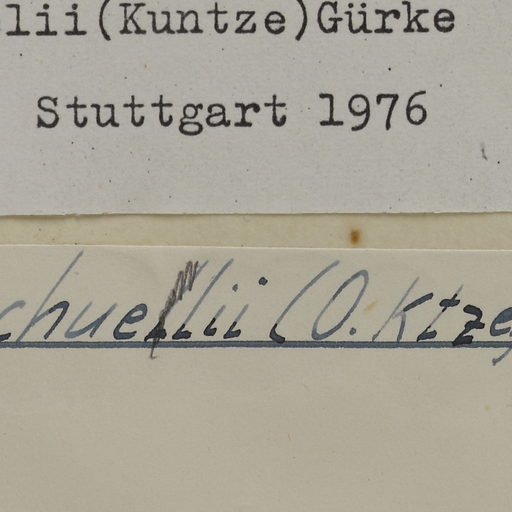 lii(Kuntze)Gürke
Stuttgart 1976
chuellii (O. Ktze